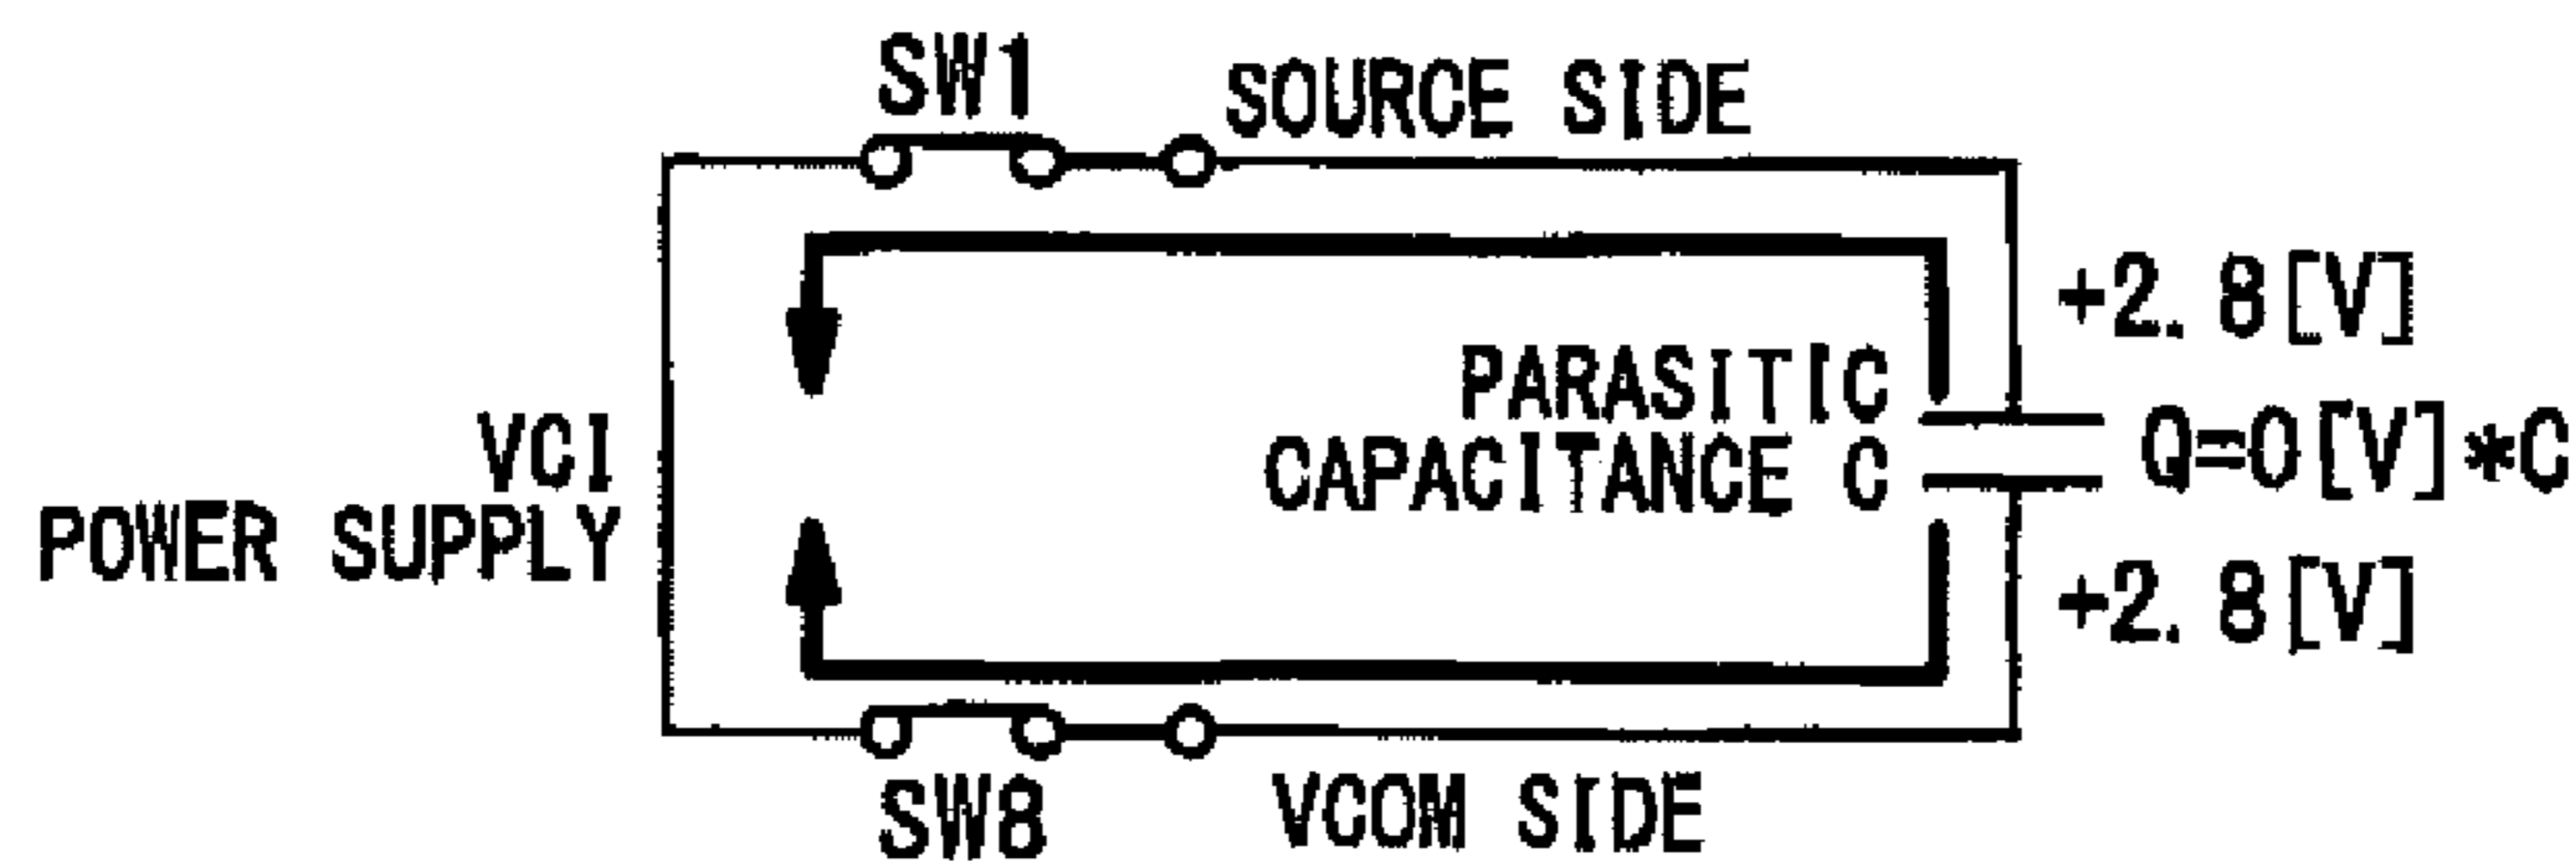 SW1
SOURCE SIDE
+2.8[V]
PARASITIC
CAPACITANCE C
Q=0[V]*C
VCI
POWER SUPPLY
+2.8[V]
SW8
VCOM SIDE